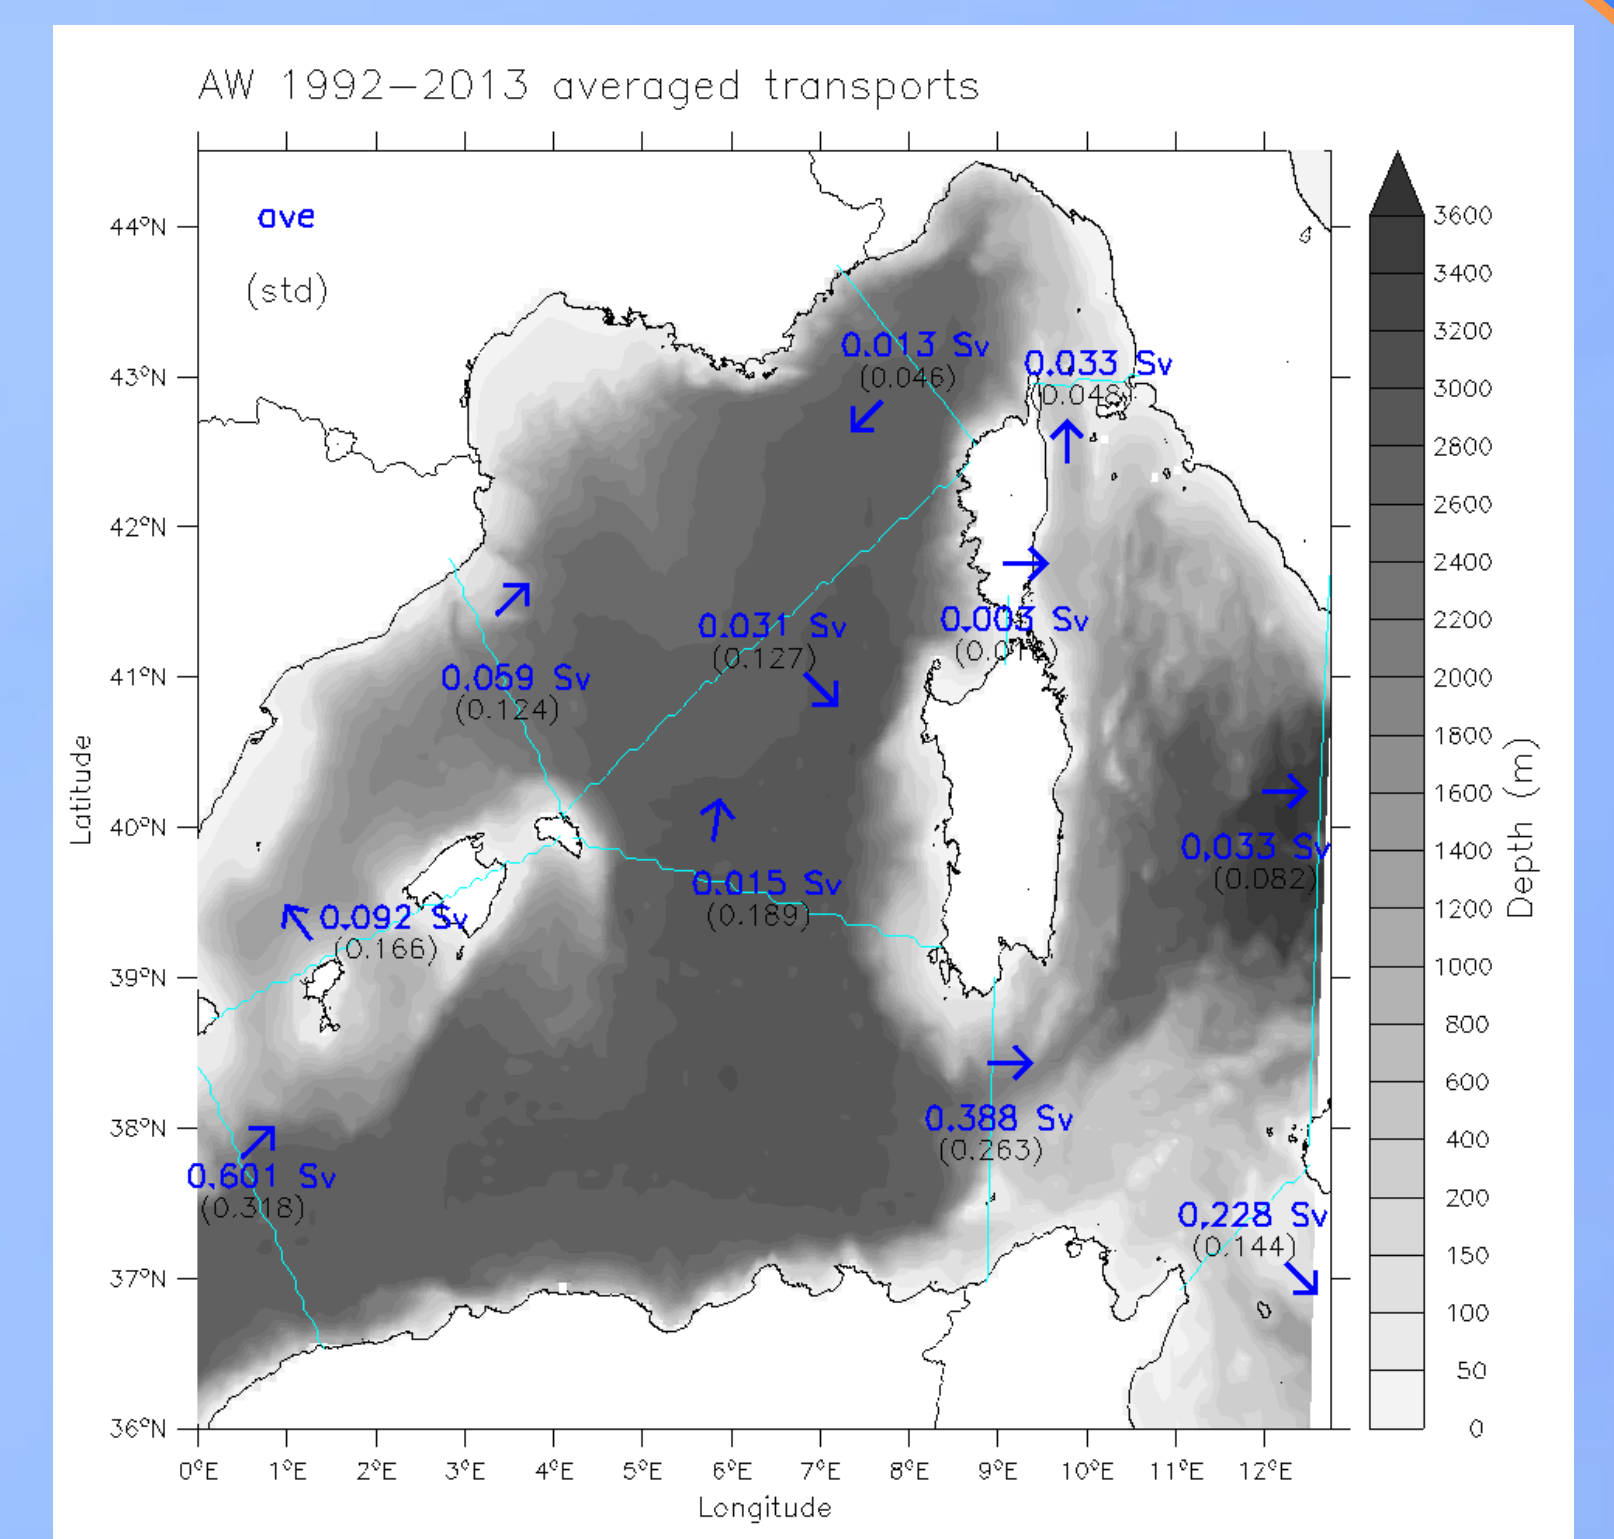 AW 1992-2013 averaged transports
ave
(std)
44°N
43°N
42°N
41°N
40°N
39°N
38°N
37°N
36°N
Latitude
0.013 Sv
(0.046)
0.033 Sv
(0.048)
0.003 Sv
0.031 Sv
(0.127)
0.059 Sv
(0.124)
0.033 Sv
(0.082)
0.015 Sv
(0.189)
0.092 Sv
(0.166)
0.388 Sv
(0.263)
0.601 Sv
(0.318)
0.228 Sv
(0.144)
0°E 1°E 2°E 3°E 4°E 5°E 6°E 7°E 8°E 9°E 10°E 11°E 12°E
Longitude
3600
3400
3200
3000
2800
2600
2400
2200
2000
1800
1600
1400
1200
1000
800
600
400
200
150
100
50
0
Depth (m)